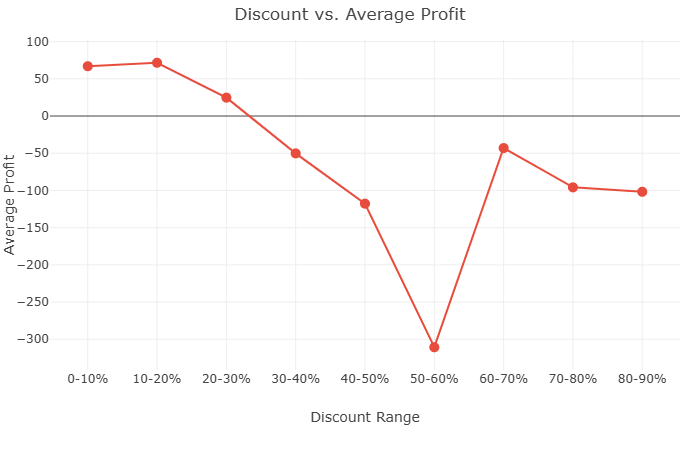 Discount vs. Average Profit
100
50
0
−50
−100
−150
−200
−250
−300
Average Profit
0-10% 10-20% 20-30% 30-40% 40-50% 50-60% 60-70% 70-80% 80-90%
Discount Range